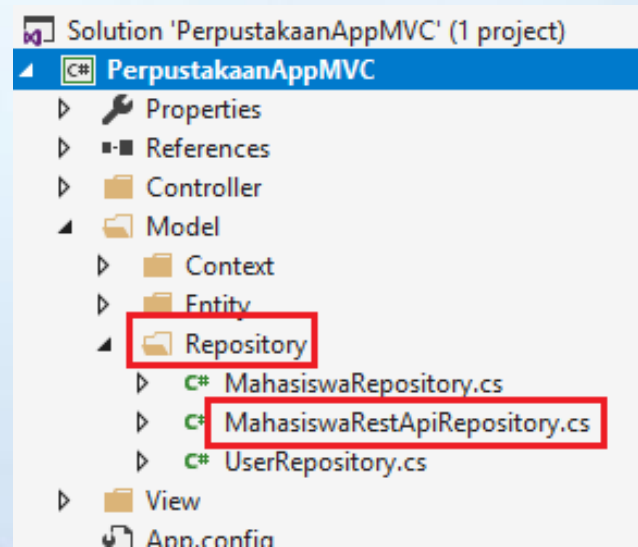 Solution 'PerpustakaanAppMVC' (1 project)
C# PerpustakaanAppMVC
Properties
References
Controller
Model
Context
Entity
Repository
C# MahasiswaRepository.cs
C# MahasiswaRestApiRepository.cs
C# UserRepository.cs
View
App.config